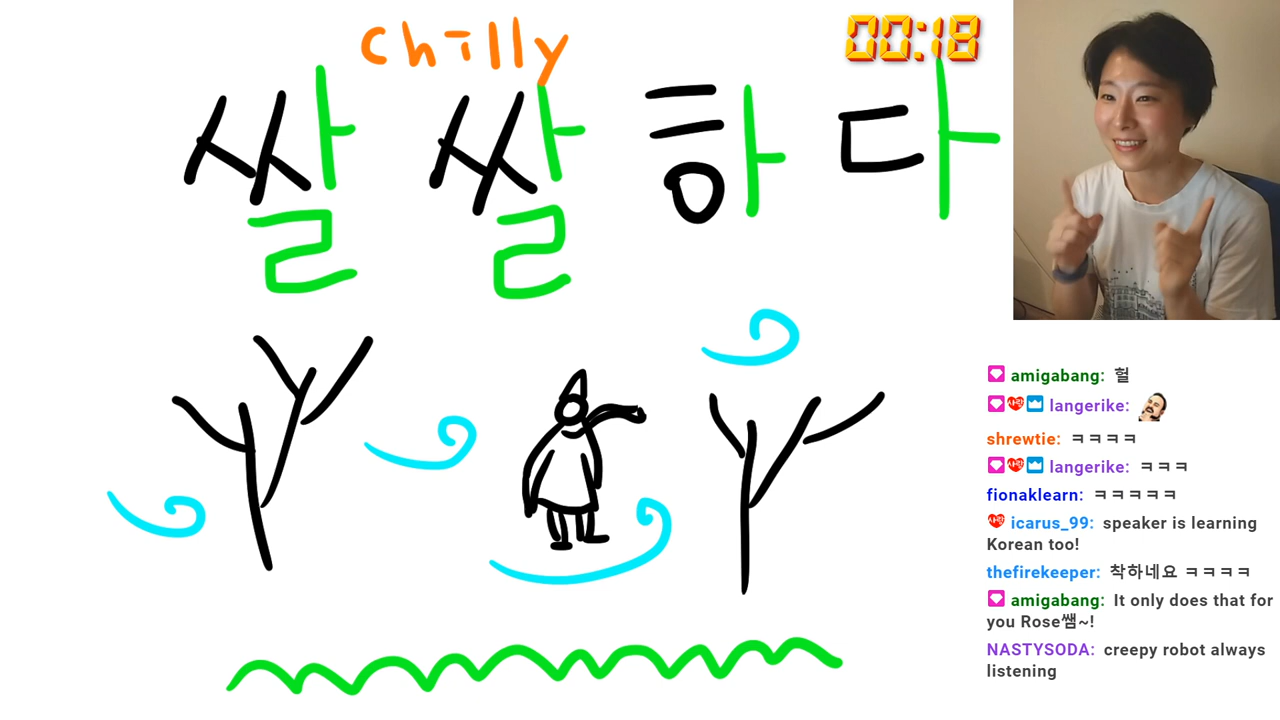 chilly
00:18
쌀쌀하다
amigabang: 헐
langerike:
shrewtie: ㅋㅋㅋㅋ
langerike: ㅋㅋㅋ
fionaklearn: ㅋㅋㅋㅋㅋ
icarus_99: speaker is learning
Korean too!
thefirekeeper: 착하네요 ㅋㅋㅋㅋ
amigabang: It only does that for
you Rose쌤~!
NASTYSODA: creepy robot always
listening